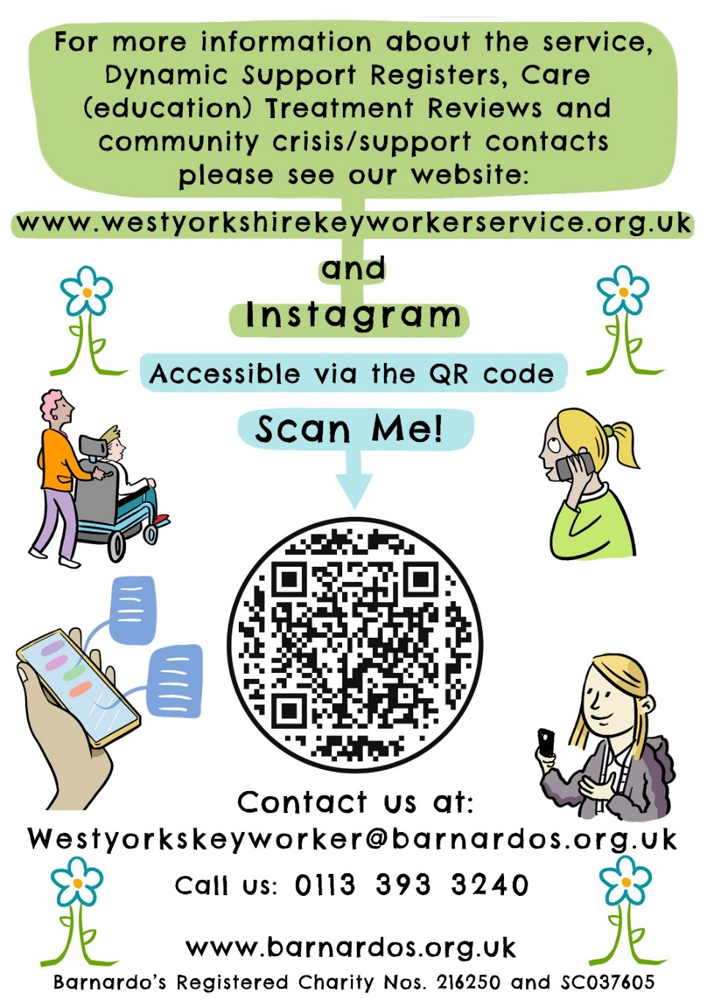 For more information about the service,
Dynamic Support Registers, Care
(education) Treatment Reviews and
community crisis/support contacts
please see our website:
www.westyorkshirekeyworkerservice.org.uk
and
Instagram
Accessible via the QR code
Scan Me!
Contact us at:
Westyorkskeyworker@barnardos.org.uk
Call us: 0113 393 3240
www.barnardos.org.uk
Barnardo's Registered Charity Nos. 216250 and SC037605